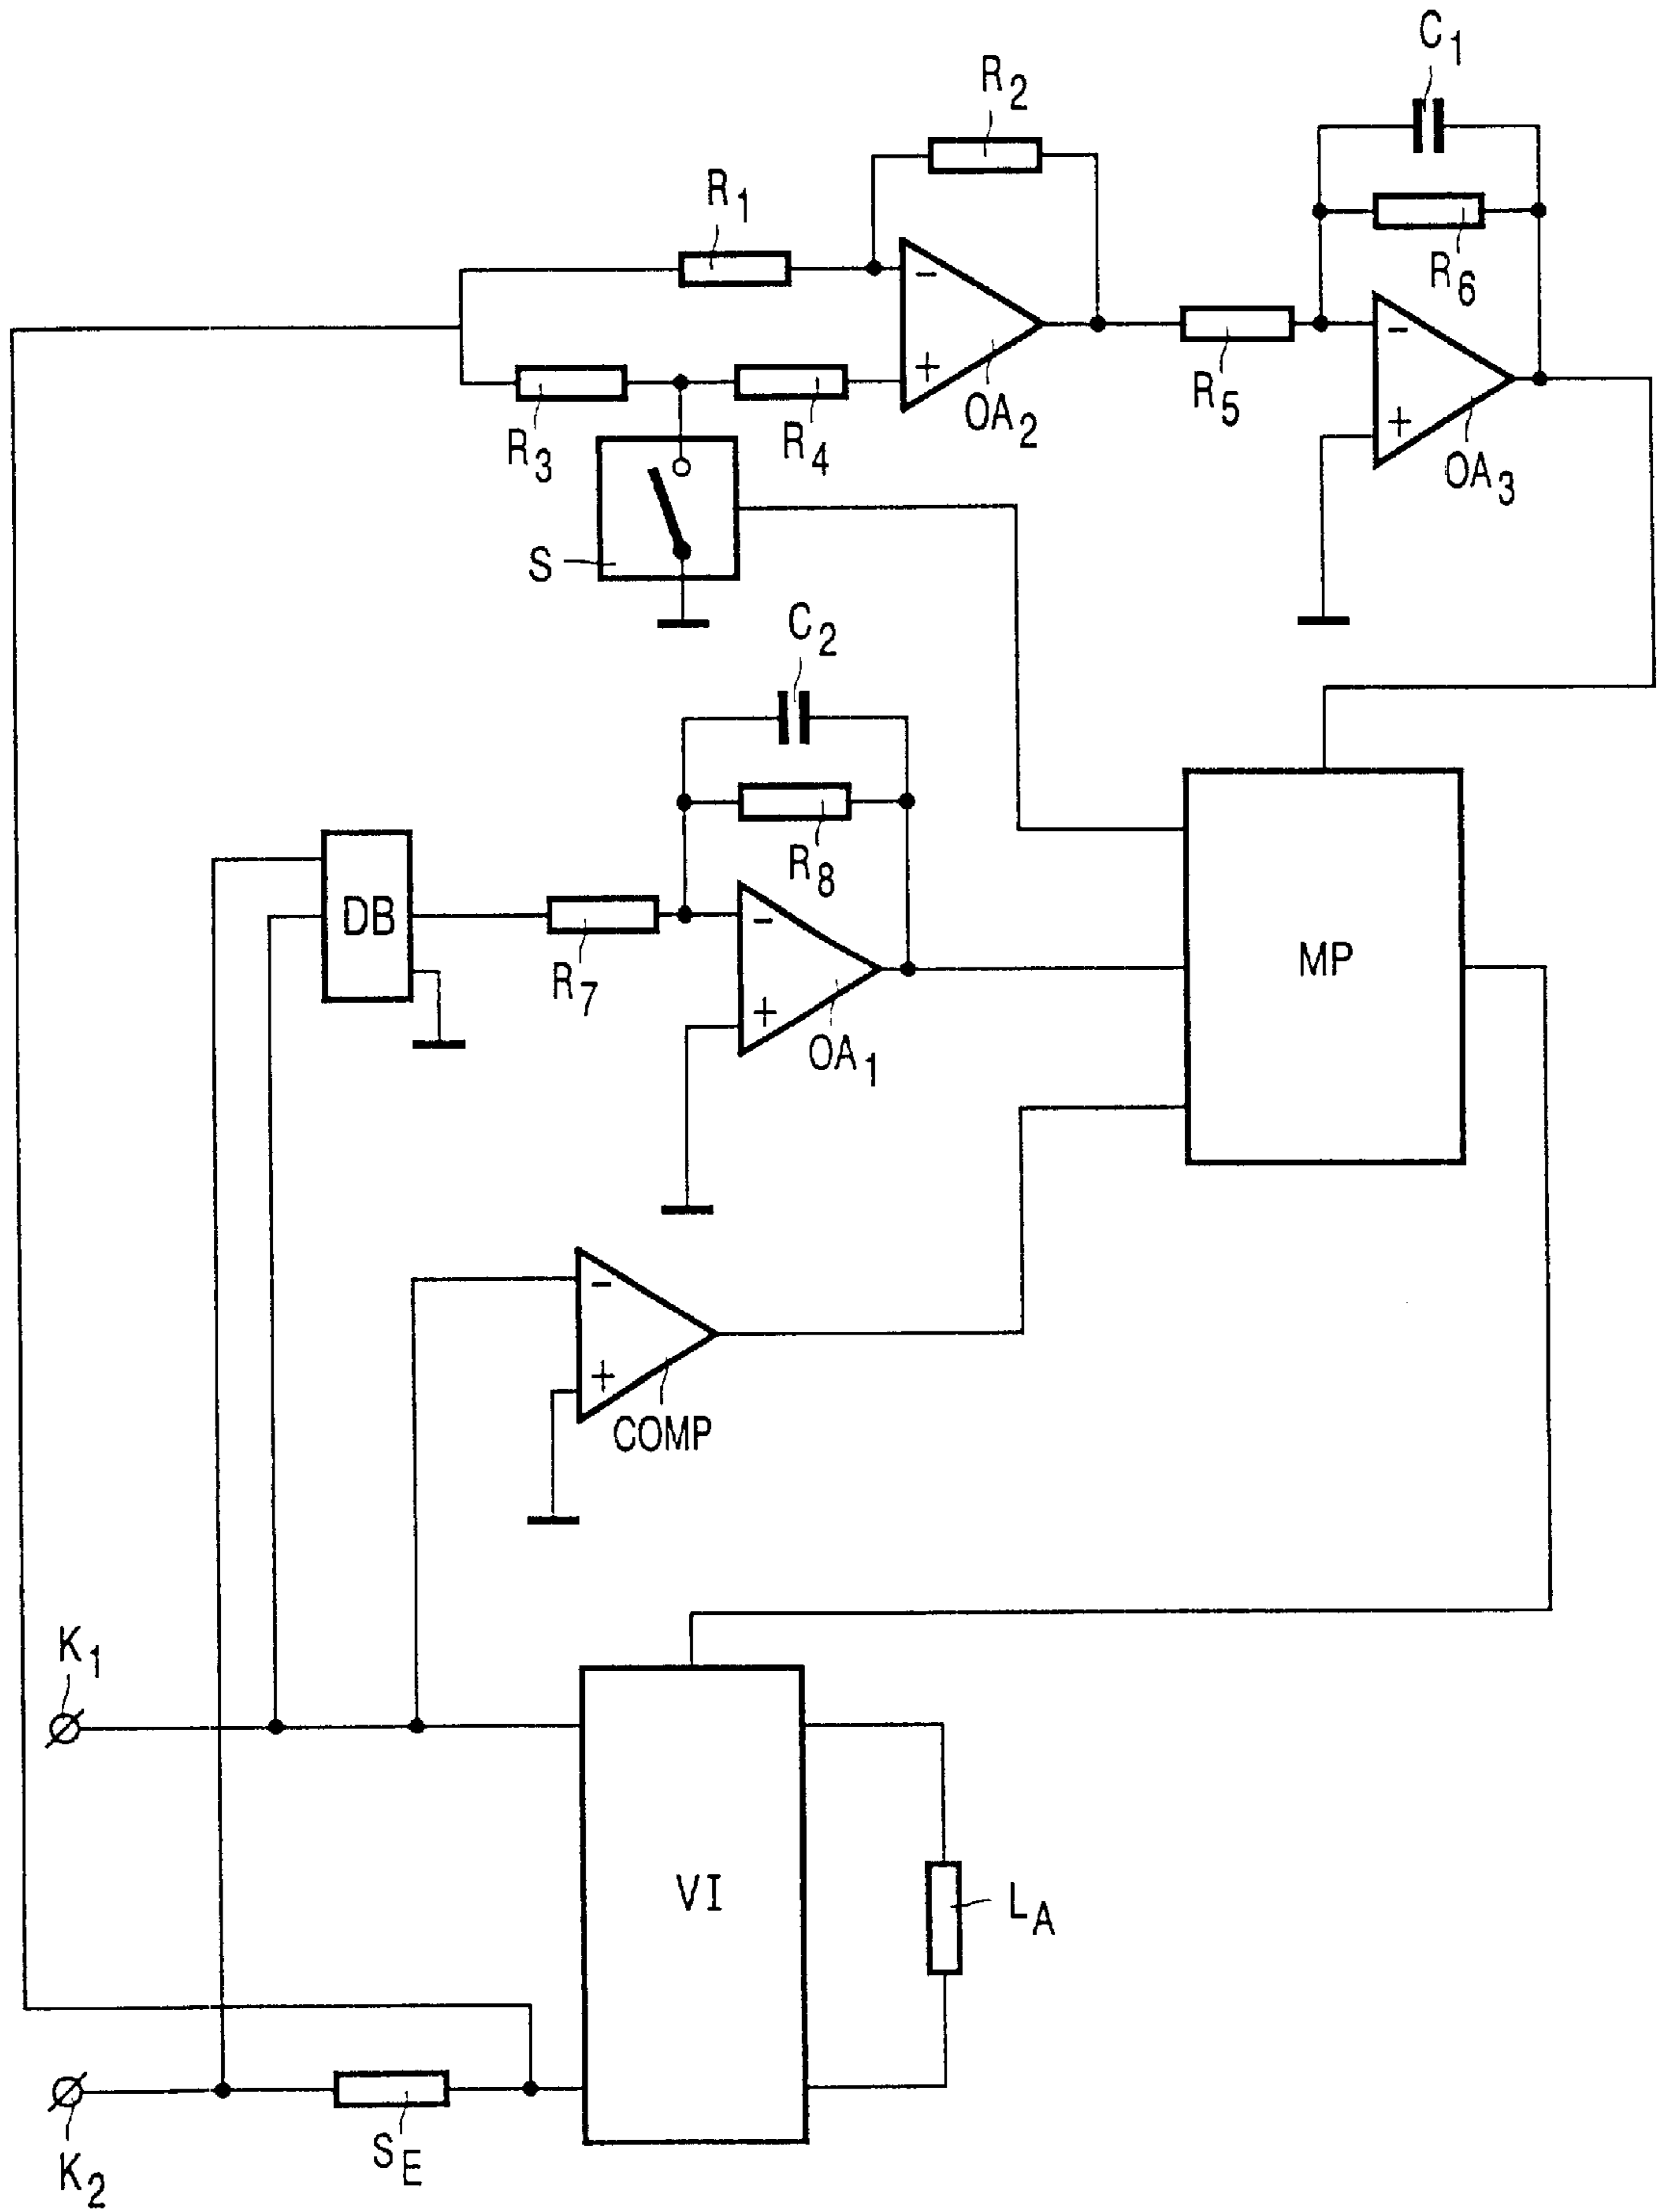 C1
R2
R1
R6
R3
R4
OA2
R5
OA3
S
C2
R8
DB
R7
OA1
MP
COMP
K1
VI
LA
SE
K2